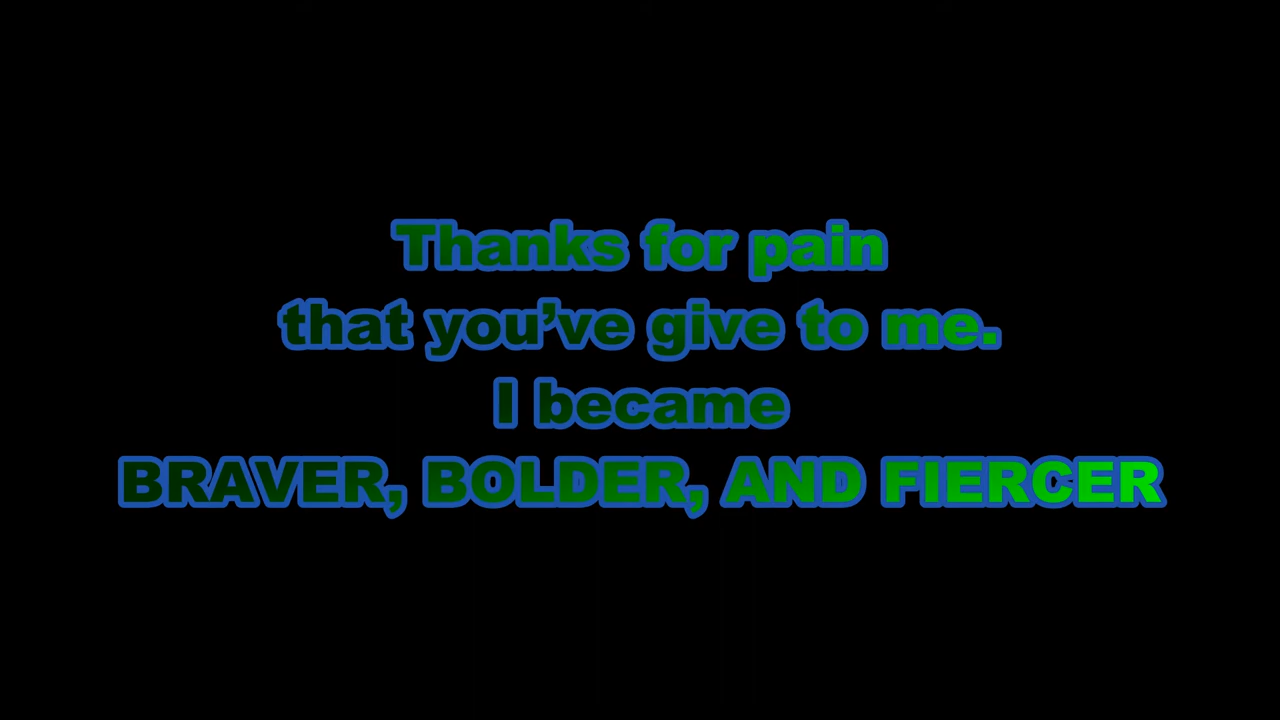 Thanks for pain
that you’ve give to me.
I became
BRAVER, BOLDER, AND FIERCER